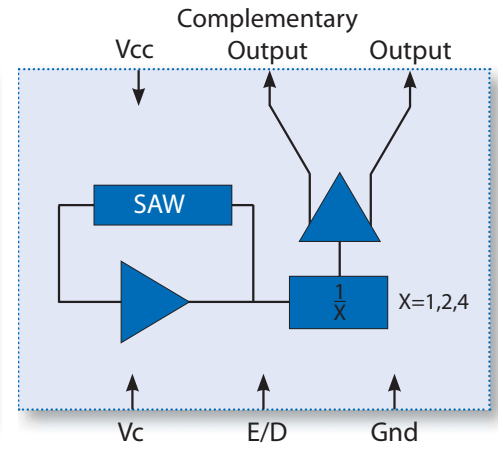 Complementary
Vcc Output Output
SAW
1
X
X=1,2,4
Vc E/D Gnd